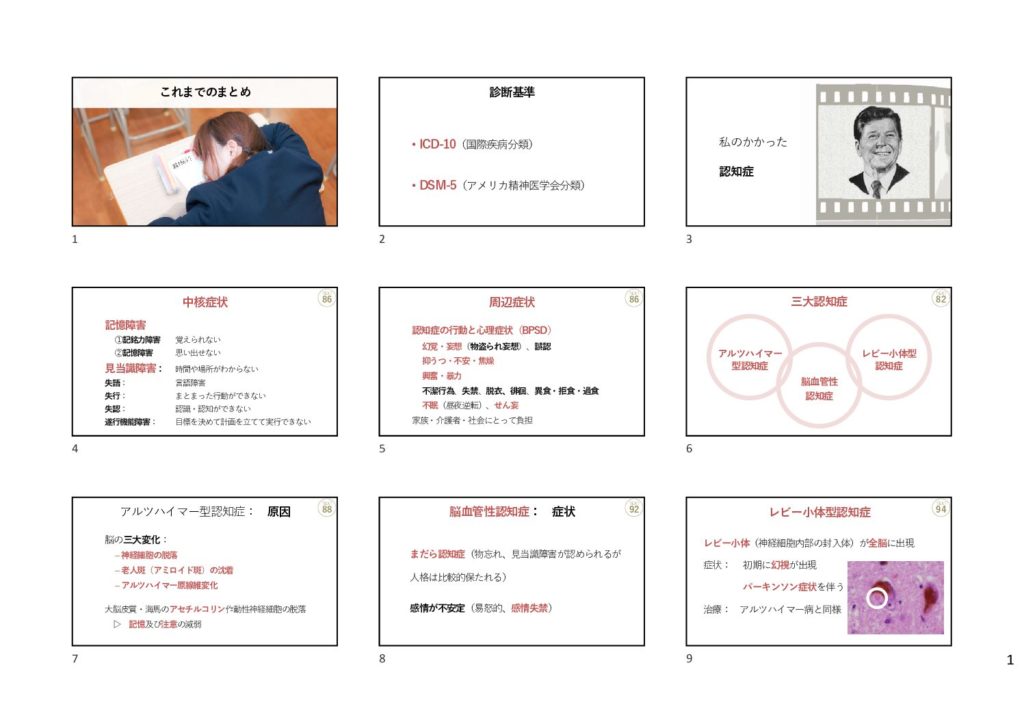 これまでのまとめ
1
診断基準
・ICD-10（国際疾病分類）
・DSM-5（アメリカ精神医学会分類）
2
私のかかった
認知症
3
中核症状
86
記憶障害
①記銘力障害 覚えられない
②記憶障害 思い出せない
見当識障害： 時間や場所がわからない
失語： 言語障害
失行： まとまった行動ができない
失認： 認識・認知ができない
遂行機能障害： 目標を決めて計画を立てて実行できない
4
周辺症状
86
認知症の行動と心理症状（BPSD）
幻覚・妄想（物盗られ妄想）、誤認
抑うつ・不安・焦燥
興奮・暴力
不潔行為、失禁、脱衣、徘徊、異食・拒食・過食
不眠（昼夜逆転）、せん妄
家族・介護者・社会にとって負担
5
三大認知症
82
アルツハイマー
型認知症
脳血管性
認知症
レビー小体型
認知症
6
アルツハイマー型認知症： 原因
88
脳の三大変化：
–神経細胞の脱落
–老人斑（アミロイド斑）の沈着
–アルツハイマー原線維変化
大脳皮質・海馬のアセチルコリン作動性神経細胞の脱落
▷ 記憶及び注意の減弱
7
脳血管性認知症： 症状
92
まだら認知症（物忘れ、見当識障害が認められるが
人格は比較的保たれる）
感情が不安定（易怒的、感情失禁）
8
レビー小体型認知症
94
レビー小体（神経細胞内部の封入体）が全脳に出現
症状： 初期に幻視が出現
パーキンソン症状を伴う
治療： アルツハイマー病と同様
9
1